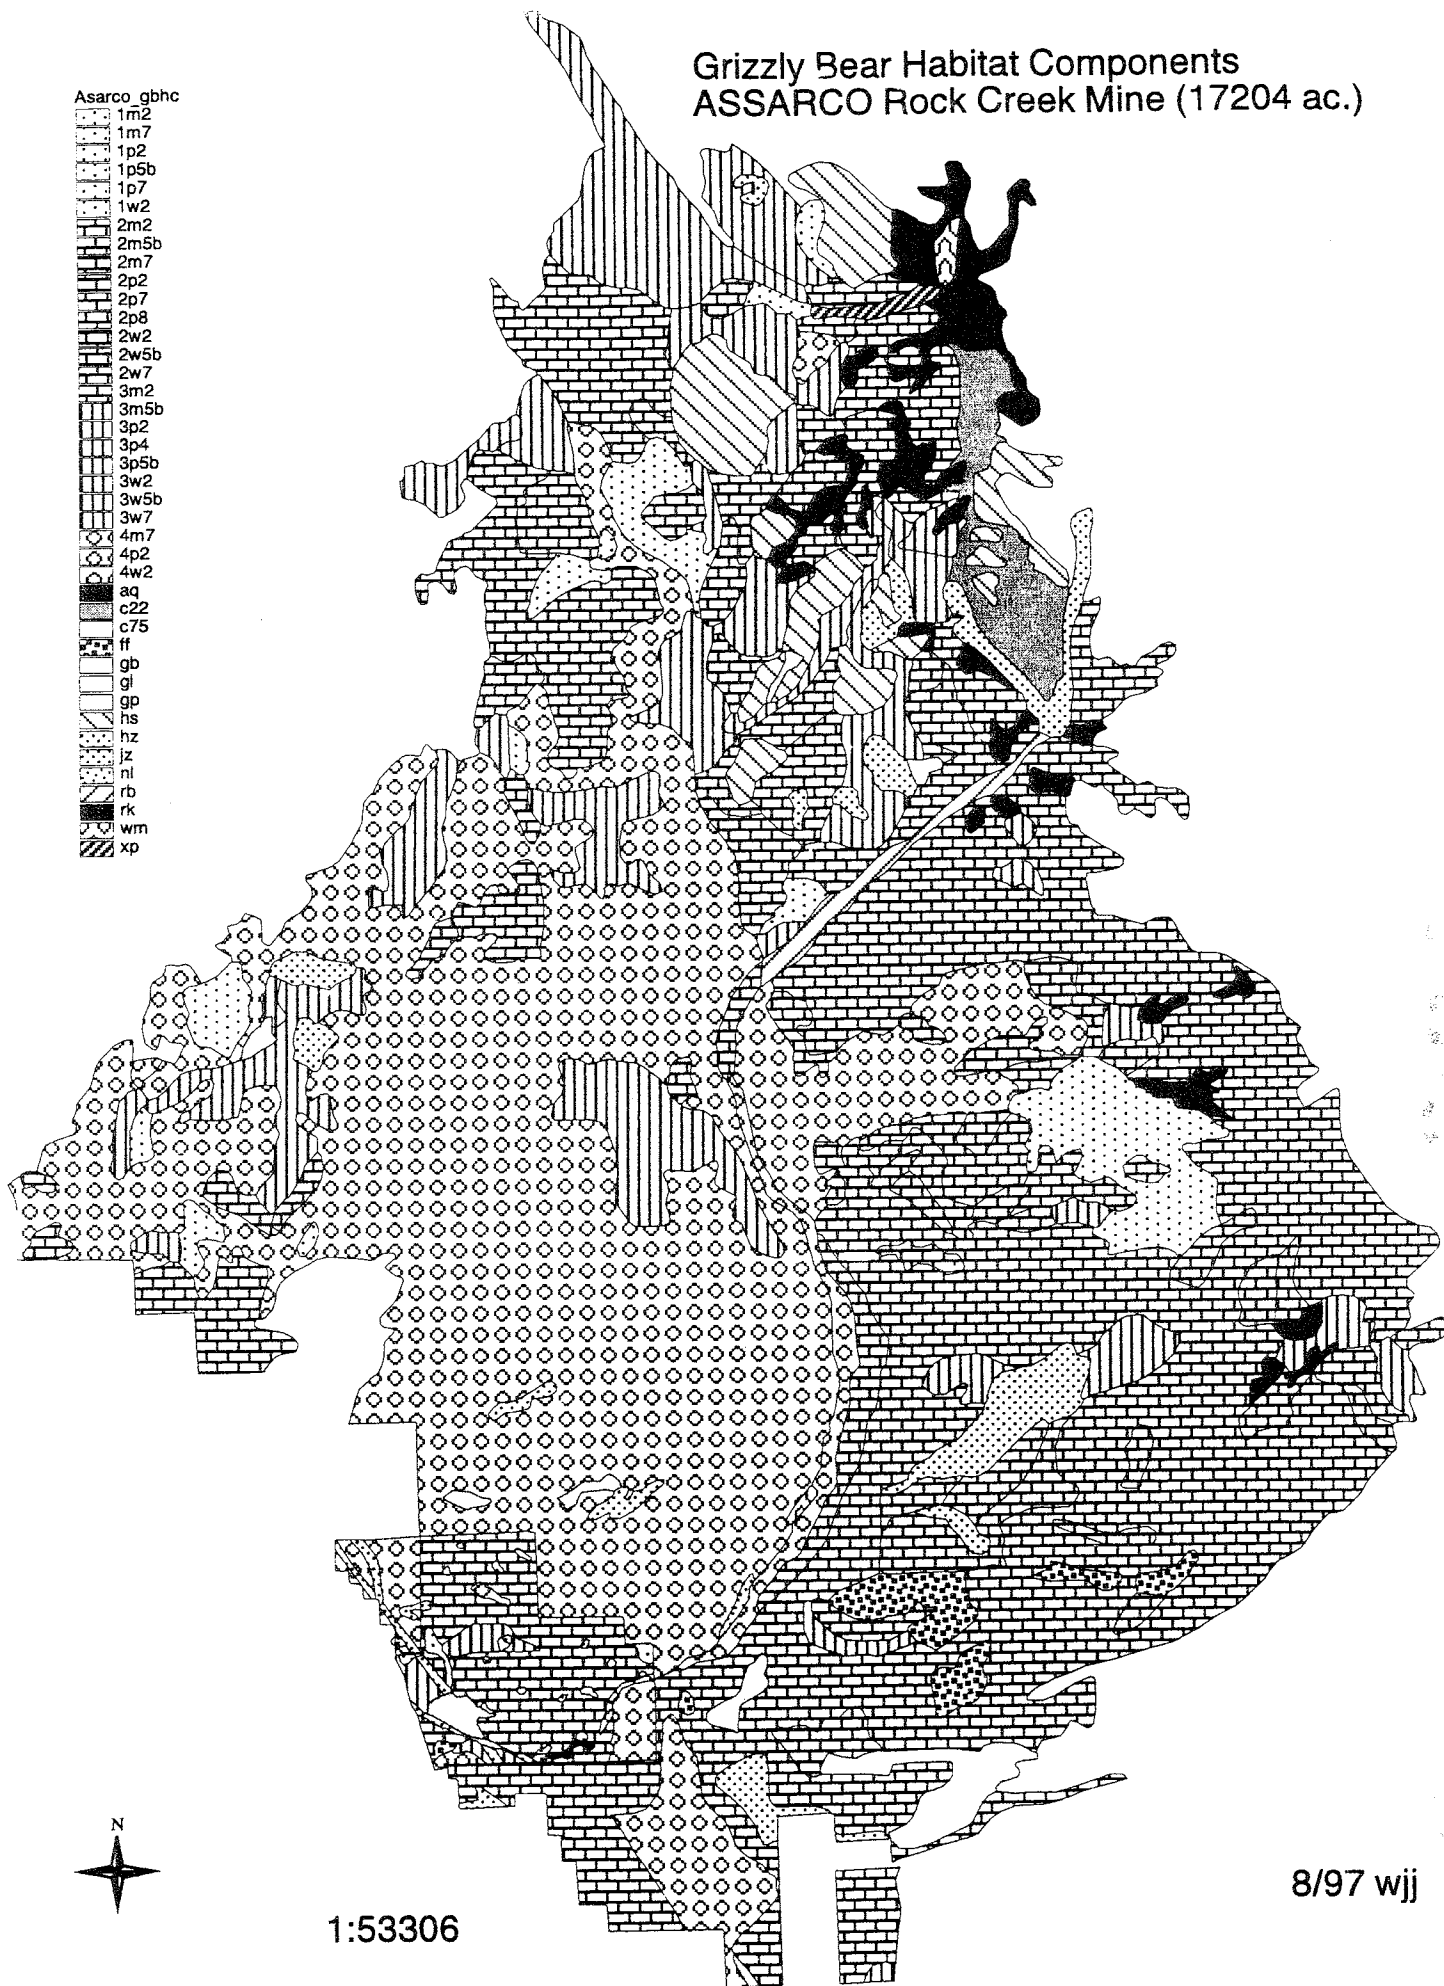 Grizzly Bear Habitat Components
ASSARCO Rock Creek Mine (17204 ac.)
Asarco_gbhc
1m2
1m7
1p2
1p5b
1p7
1w2
2m2
2m5b
2m7
2p2
2p7
2p8
2w2
2w5b
2w7
3m2
3m5b
3p2
3p4
3p5b
3w2
3w5b
3w7
4m7
4p2
4w2
aq
c22
c75
ff
gb
gl
gp
hs
hz
jz
nl
rb
rk
wm
xp
N
1:53306
8/97 wjj